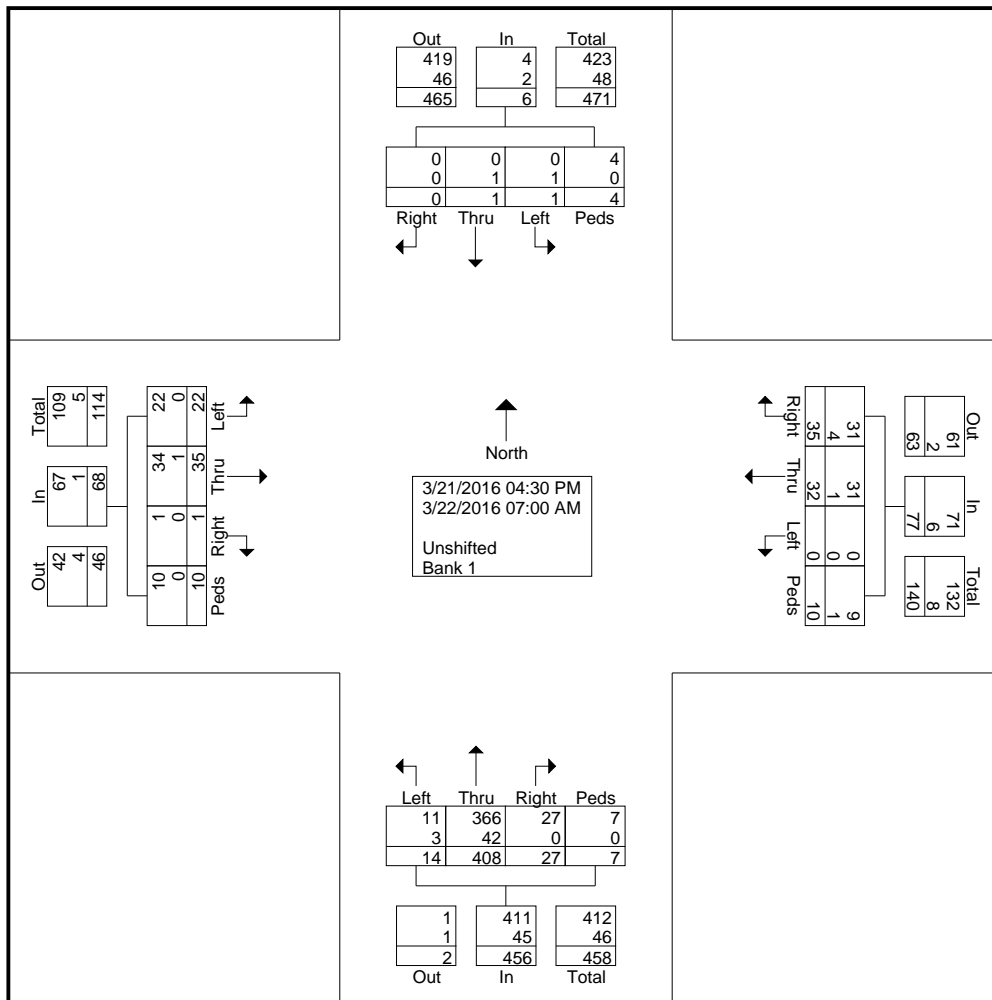 Out In Total
419 4 423
46 2 48
465 6 471
0 0 0 4
0 1 1 0
0 1 1 4
Right Thru Left Peds
Total
109
5
114
In
67
1
68
Out
42
4
46
22 0 22 Left
34 1 35 Thru
1 0 1 Right
10 0 10 Peds
North
3/21/2016 04:30 PM
3/22/2016 07:00 AM
Unshifted
Bank 1
Right 35 4 31
Thru 32 1 31
Left 0 0 0
Peds 10 1 9
Out
61
2
63
In
71
6
77
Total
132
8
140
Left Thru Right Peds
11 366 27 7
3 42 0 0
14 408 27 7
1 411 412
1 45 46
2 456 458
Out In Total